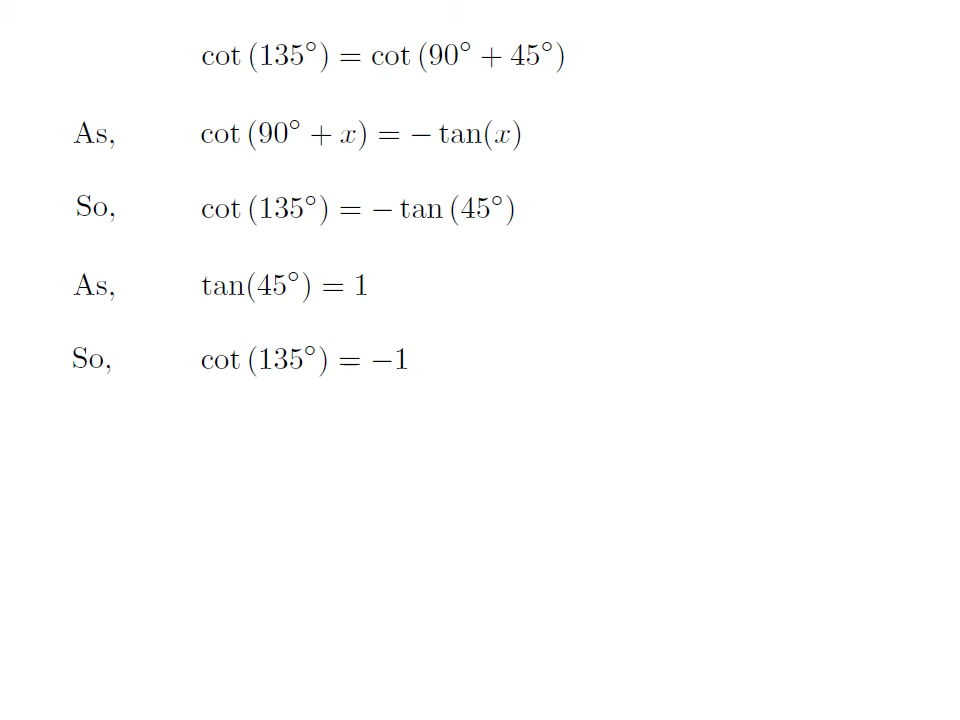 cot (135°) = cot (90° + 45°)
As, cot (90° + x) = − tan(x)
So, cot (135°) = − tan (45°)
As, tan(45°) = 1
So, cot (135°) = −1